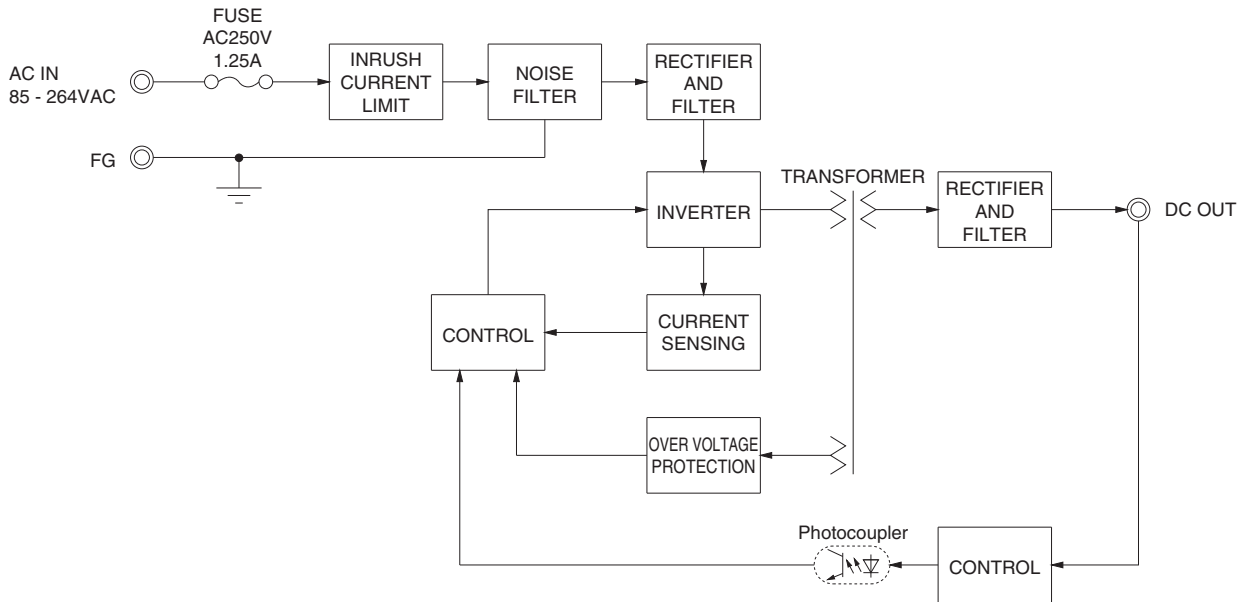 FUSE
AC250V
1.25A
AC IN
85 - 264VAC
INRUSH
CURRENT
LIMIT
NOISE
FILTER
RECTIFIER
AND
FILTER
FG
INVERTER
TRANSFORMER
RECTIFIER
AND
FILTER
DC OUT
CONTROL
CURRENT
SENSING
OVER VOLTAGE
PROTECTION
Photocoupler
CONTROL